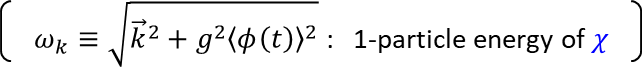 ( ω_k ≡ √(k⃗² + g²⟨ϕ(t)⟩²) : 1-particle energy of χ )